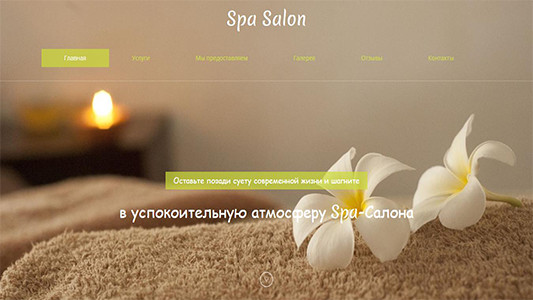 Spa Salon
Главная Услуги Мы предоставляем Галерея Отзывы Контакты
Оставьте позади суету современной жизни и шагните
в успокоительную атмосферу Spa-Салона